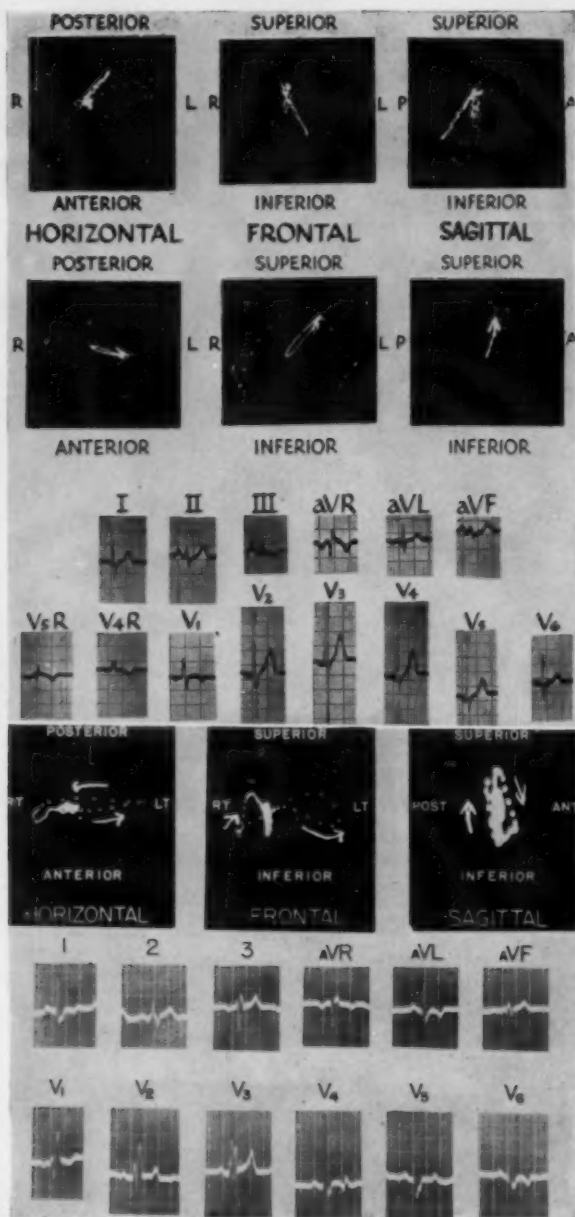 POSTERIOR SUPERIOR SUPERIOR
R L R L P A
ANTERIOR INFERIOR INFERIOR
HORIZONTAL FRONTAL SAGITTAL
POSTERIOR SUPERIOR SUPERIOR
R L R L P A
ANTERIOR INFERIOR INFERIOR
I II III aVR aVL aVF
V5R V4R V1 V2 V3 V4 V5 V6
POSTERIOR SUPERIOR SUPERIOR
RT LT RT LT POST ANT
ANTERIOR INFERIOR INFERIOR
HORIZONTAL FRONTAL SAGITTAL
1 2 3 AVR AVL AVF
V1 V2 V3 V4 V5 V6